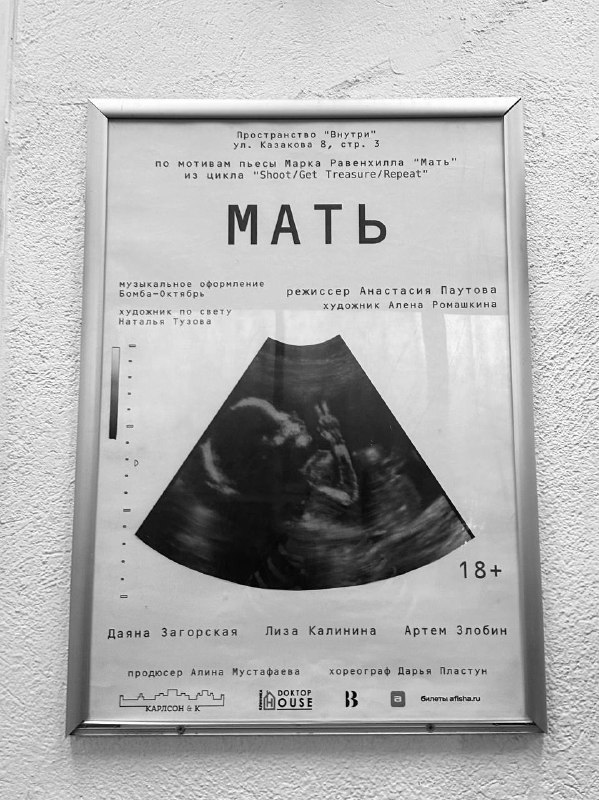 Пространство "Внутри"
ул. Казакова 8, стр. 3
по мотивам пьесы Марка Равенхилла "Мать"
из цикла "Shoot/Get Treasure/Repeat"
МАТЬ
музыкальное оформление
Бомба-Октябрь
художник по свету
Наталья Тузова
режиссер Анастасия Паутова
художник Алена Ромашкина
18+
Даяна Загорская Лиза Калинина Артем Злобин
продюсер Алина Мустафаева хореограф Дарья Пластун
КАРЛСОН & К
ДОКТОР
HOUSE
В
a
билеты afisha.ru